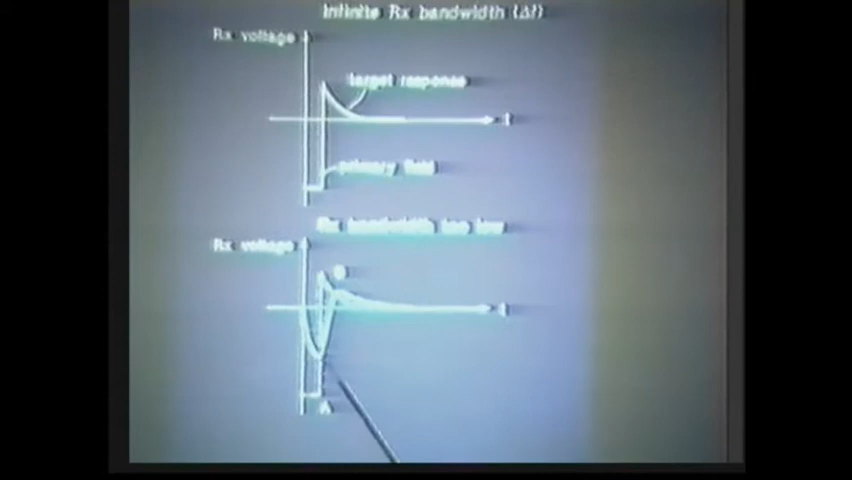 Infinite Rx bandwidth (Δf)
Rx voltage
target response
t
primary field
Rx bandwidth too low
Rx voltage
t
A